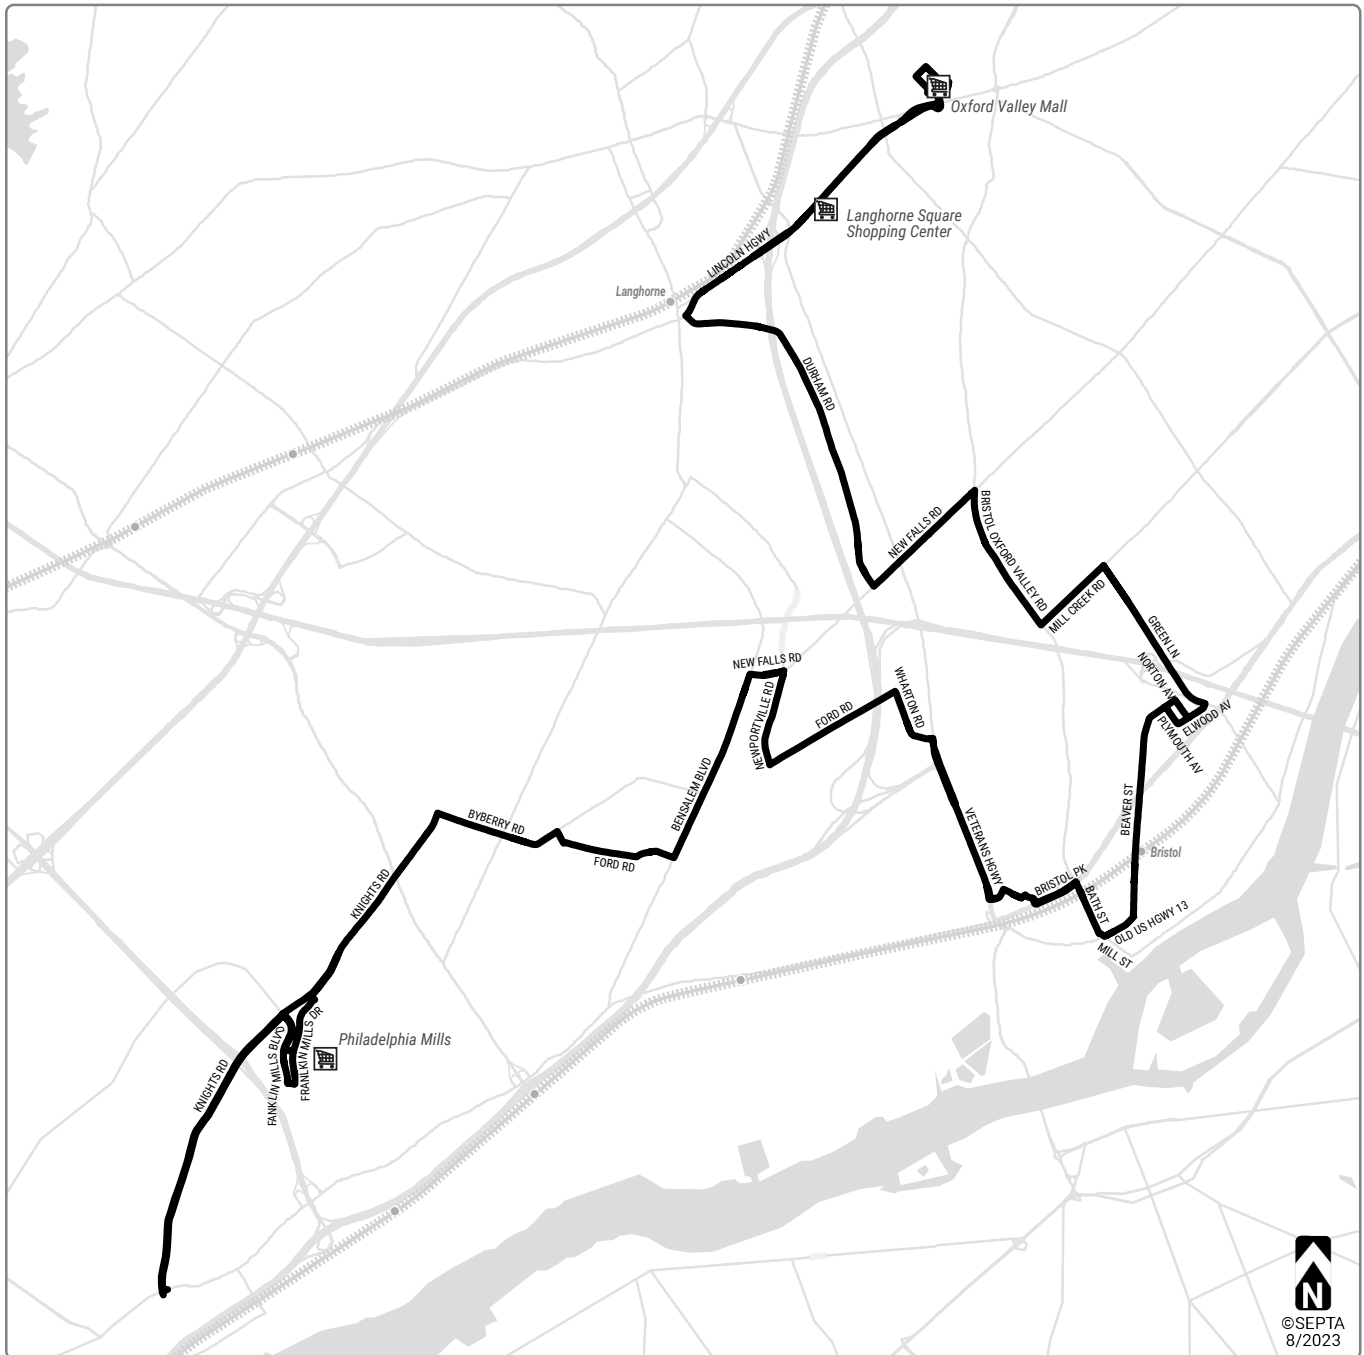 Oxford Valley Mall
Langhorne Square
Shopping Center
LINCOLN HGWY
Langhorne
DURHAM RD
NEW FALLS RD
BRISTOL OXFORD VALLEY RD
MILL CREEK RD
GREEN LN
NORTON AV
ELWOOD AV
PLYMOUTH AV
NEW FALLS RD
NEWPORTVILLE RD
FORD RD
WHARTON RD
BENSALEM BLVD
VETERANS HGWY
BEAVER ST
Bristol
BRISTOL PK
BATH ST
OLD US HGWY 13
MILL ST
BYBERRY RD
FORD RD
KNIGHTS RD
Philadelphia Mills
FANKLIN MILLS BLVD
FRANLKIN MILLS DR
KNIGHTS RD
N
©SEPTA
8/2023